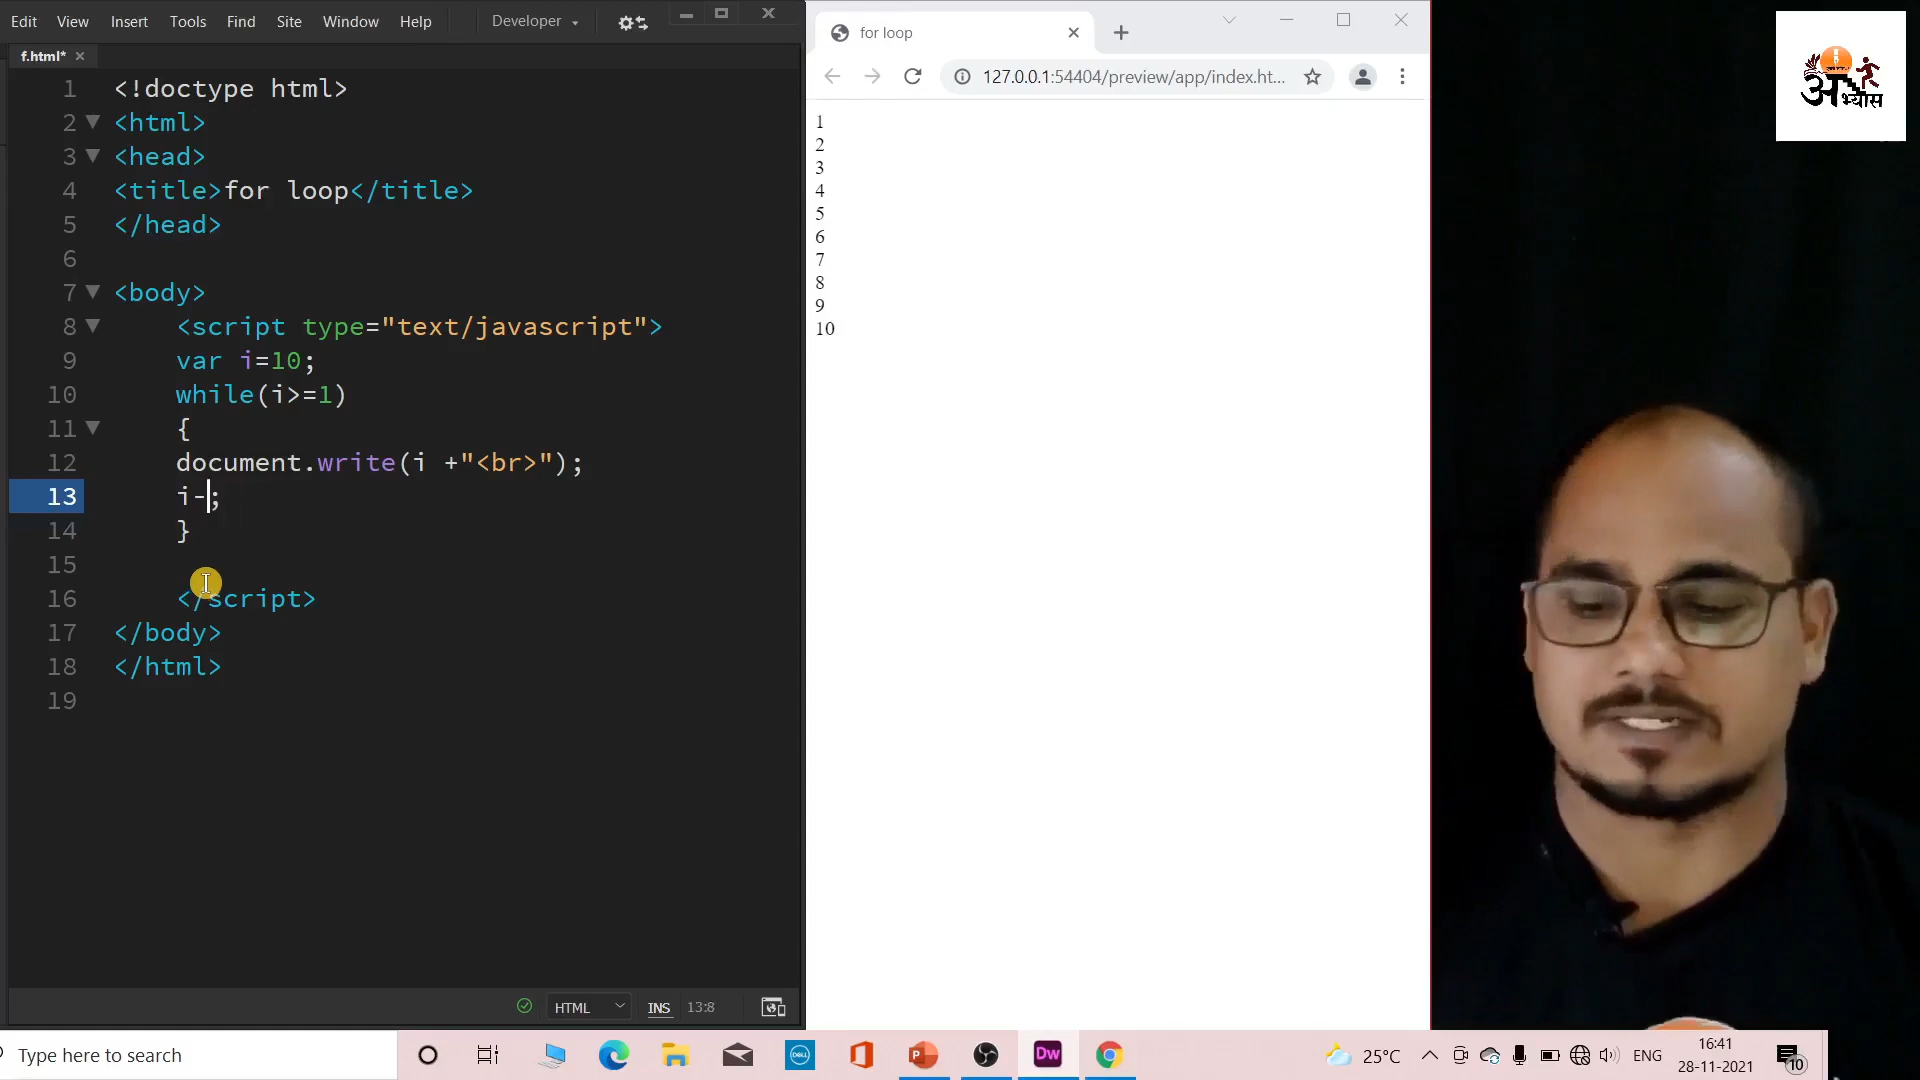 Edit View Insert Tools Find Site Window Help Developer
f.html*
1 <!doctype html>
2 <html>
3 <head>
4 <title>for loop</title>
5 </head>
6
7 <body>
8 <script type="text/javascript">
9 var i=10;
10 while(i>=1)
11 {
12 document.write(i +"<br>");
13 i-;
14 }
15
16 </script>
17 </body>
18 </html>
19
HTML INS 13:8
for loop
127.0.0.1:54404/preview/app/index.ht...
1
2
3
4
5
6
7
8
9
10
अभ्यास
Type here to search
DELL
Dw
25°C
ENG
16:41
28-11-2021
10